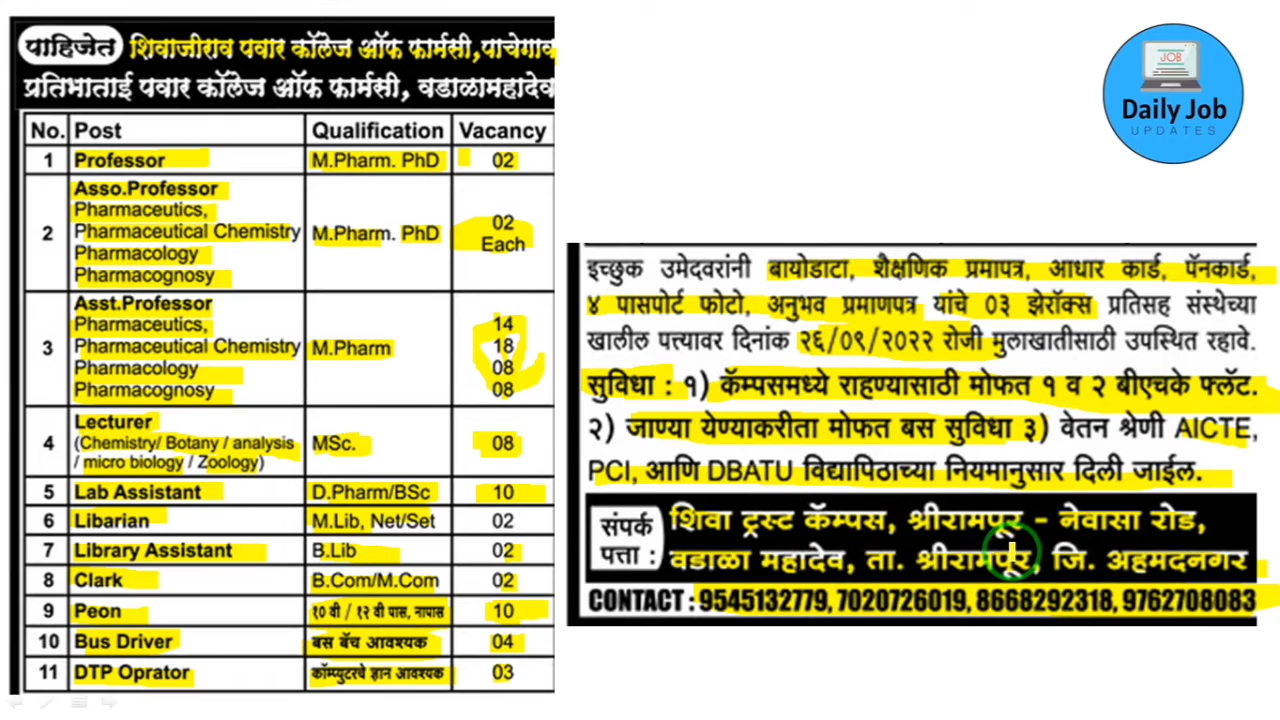 पाहिजेत शिवाजीराव पवार कॉलेज ऑफ फार्मसी, पाचेगाव
प्रतिभाताई पवार कॉलेज ऑफ फार्मसी, वडाळामहादेव
No. Post Qualification Vacancy
1 Professor M.Pharm. PhD 02
2 Asso.Professor
Pharmaceutics,
Pharmaceutical Chemistry
Pharmacology
Pharmacognosy
M.Pharm. PhD
02
Each
3 Asst.Professor
Pharmaceutics,
Pharmaceutical Chemistry
Pharmacology
Pharmacognosy
M.Pharm
14
18
08
08
4 Lecturer
(Chemistry/ Botany / analysis
/ micro biology / Zoology)
MSc.
08
5 Lab Assistant D.Pharm/BSc 10
6 Libarian M.Lib, Net/Set 02
7 Library Assistant B.Lib 02
8 Clark B.Com/M.Com 02
9 Peon १० वी / १२ वी पास, नापास 10
10 Bus Driver बस बॅच आवश्यक 04
11 DTP Oprator कॉम्प्युटरचे ज्ञान आवश्यक 03
JOB
Daily Job
UPDATES
इच्छुक उमेदवरांनी बायोडाटा, शैक्षणिक प्रमापत्र, आधार कार्ड, पॅनकार्ड,
४ पासपोर्ट फोटो, अनुभव प्रमाणपत्र यांचे ०३ झेरॉक्स प्रतिसह संस्थेच्या
खालील पत्त्यावर दिनांक २६/०९/२०२२ रोजी मुलाखातीसाठी उपस्थित रहावे.
सुविधा : १) कॅम्पसमध्ये राहण्यासाठी मोफत १ व २ बीएचके फ्लॅट.
२) जाण्या येण्याकरीता मोफत बस सुविधा ३) वेतन श्रेणी AICTE,
PCI, आणि DBATU विद्यापिठाच्या नियमानुसार दिली जाईल.
संपर्क पत्ता : शिवा ट्रस्ट कॅम्पस, श्रीरामपूर - नेवासा रोड,
वडाळा महादेव, ता. श्रीरामपूर, जि. अहमदनगर
CONTACT : 9545132779, 7020726019, 8668292318, 9762708083